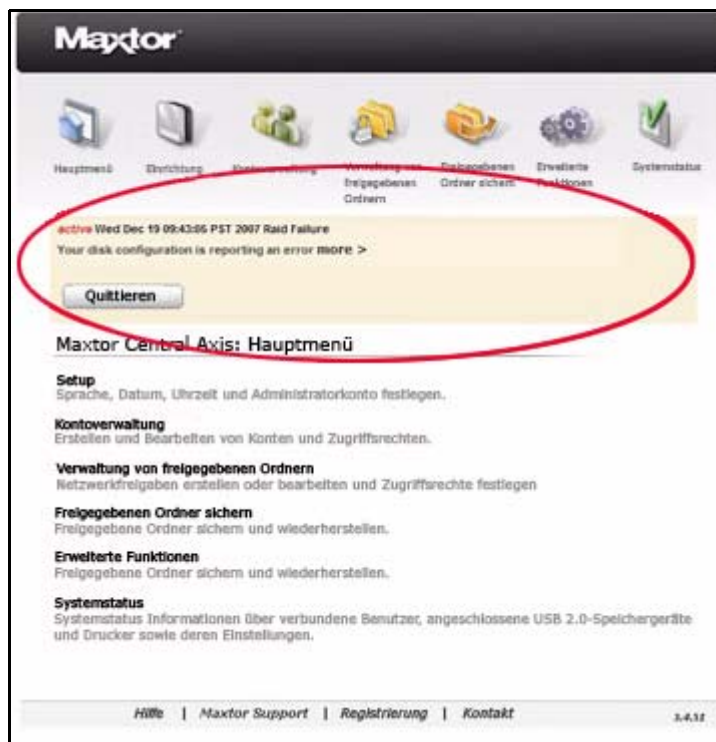 Maxtor
Hauptmenü
Einrichtung
Kontoverwaltung
Verwaltung von freigegebenen Ordnern
Freigegebenen Ordner sichern
Erweiterte Funktionen
Systemstatus
active Wed Dec 19 09:43:05 PST 2007 Raid Failure
Your disk configuration is reporting an error more >
Quittieren
Maxtor Central Axis: Hauptmenü
Setup
Sprache, Datum, Uhrzeit und Administratorkonto festlegen.
Kontoverwaltung
Erstellen und Bearbeiten von Konten und Zugriffsrechten.
Verwaltung von freigegebenen Ordnern
Netzwerkfreigaben erstellen oder bearbeiten und Zugriffsrechte festlegen
Freigegebenen Ordner sichern
Freigegebene Ordner sichern und wiederherstellen.
Erweiterte Funktionen
Freigegebene Ordner sichern und wiederherstellen.
Systemstatus
Systemstatus Informationen über verbundene Benutzer, angeschlossene USB 2.0-Speichergeräte
und Drucker sowie deren Einstellungen.
Hilfe | Maxtor Support | Registrierung | Kontakt